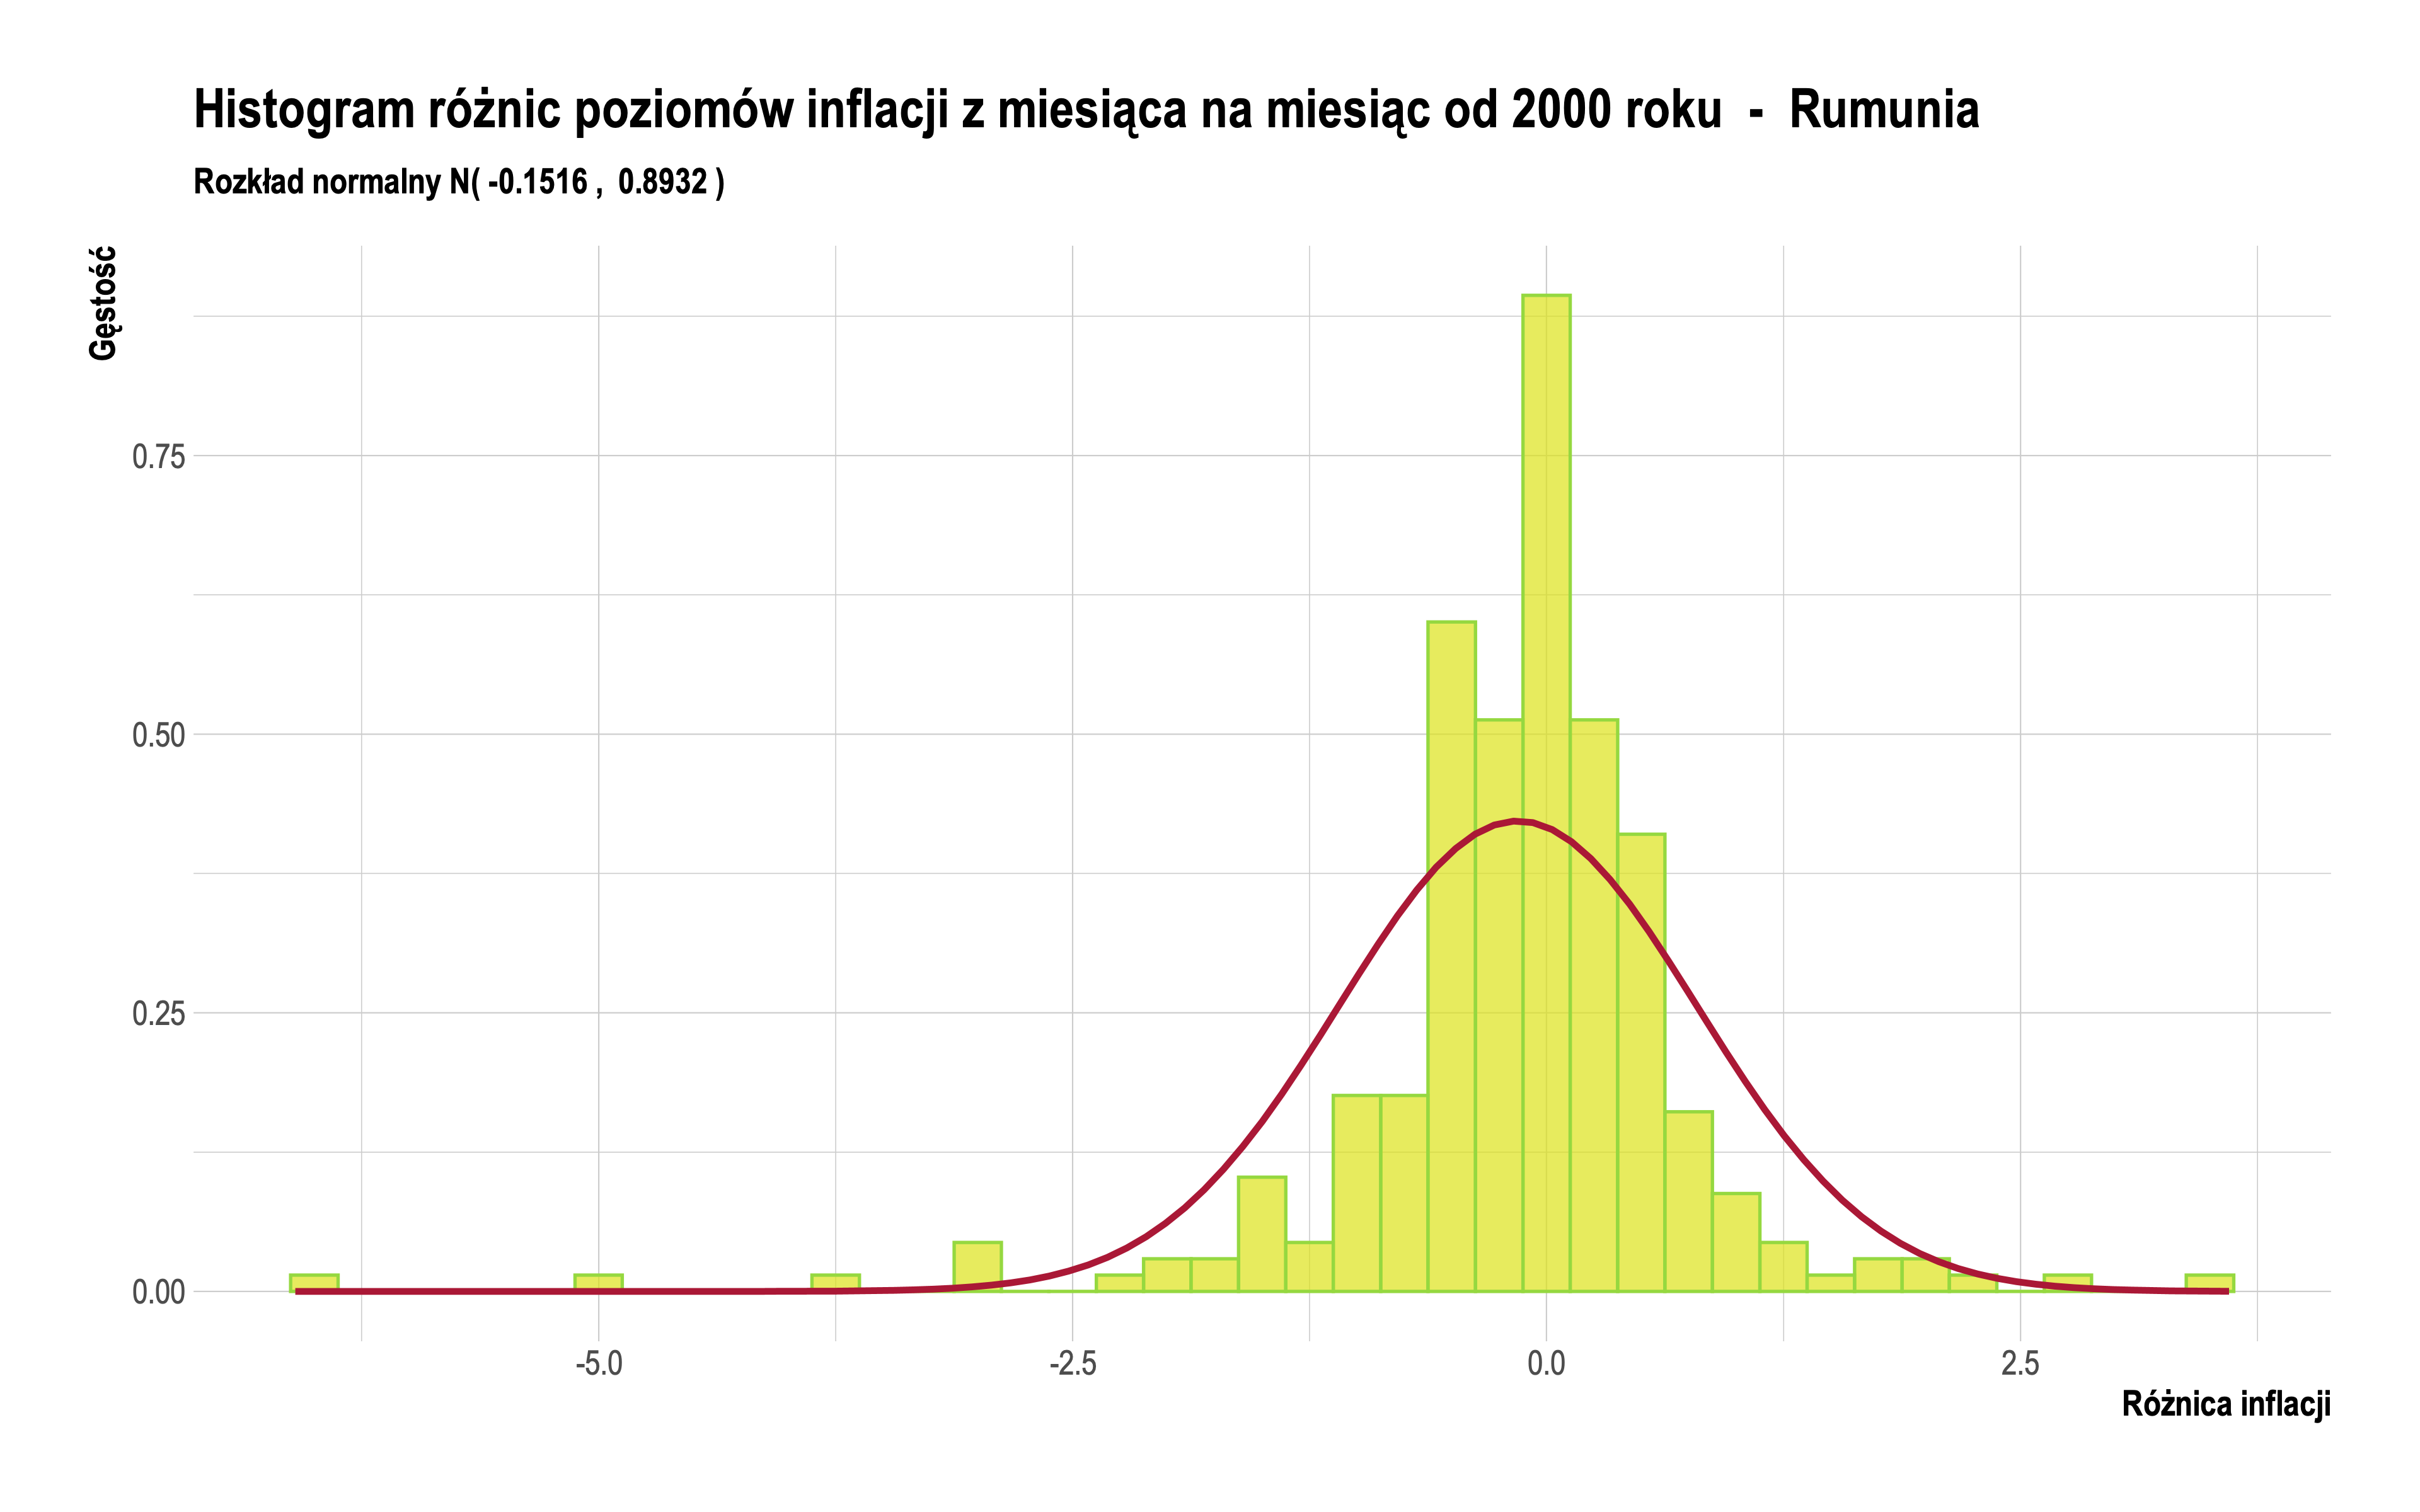 Histogram różnic poziomów inflacji z miesiąca na miesiąc od 2000 roku - Rumunia
Rozkład normalny N( -0.1516 , 0.8932 )
Gęstość
0.75
0.50
0.25
0.00
-5.0
-2.5
0.0
2.5
Różnica inflacji